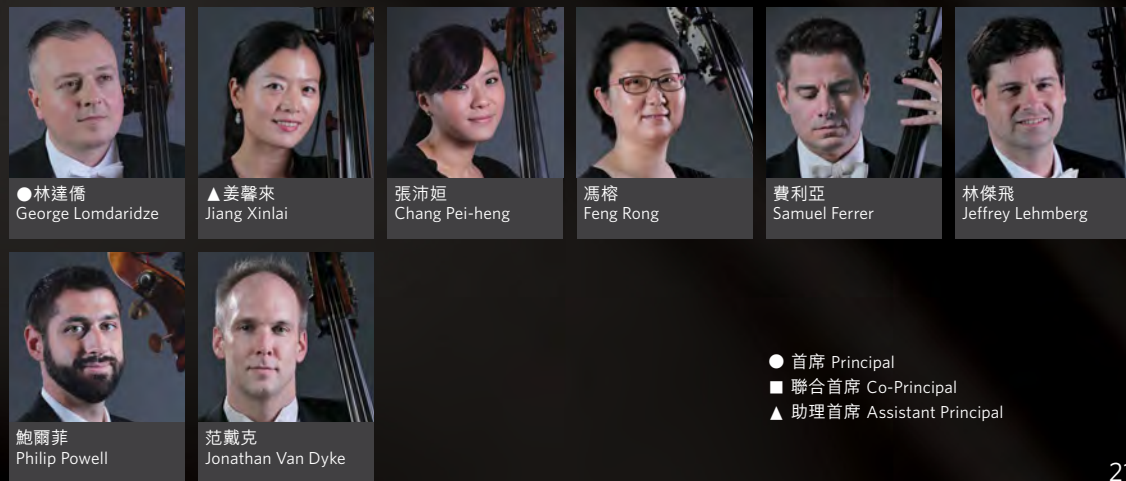 ●林達僑
George Lomdaridze
▲姜馨來
Jiang Xinlai
張沛姮
Chang Pei-heng
馮榕
Feng Rong
費利亞
Samuel Ferrer
林傑飛
Jeffrey Lehmberg
鮑爾菲
Philip Powell
范戴克
Jonathan Van Dyke
● 首席 Principal
■ 聯合首席 Co-Principal
▲ 助理首席 Assistant Principal